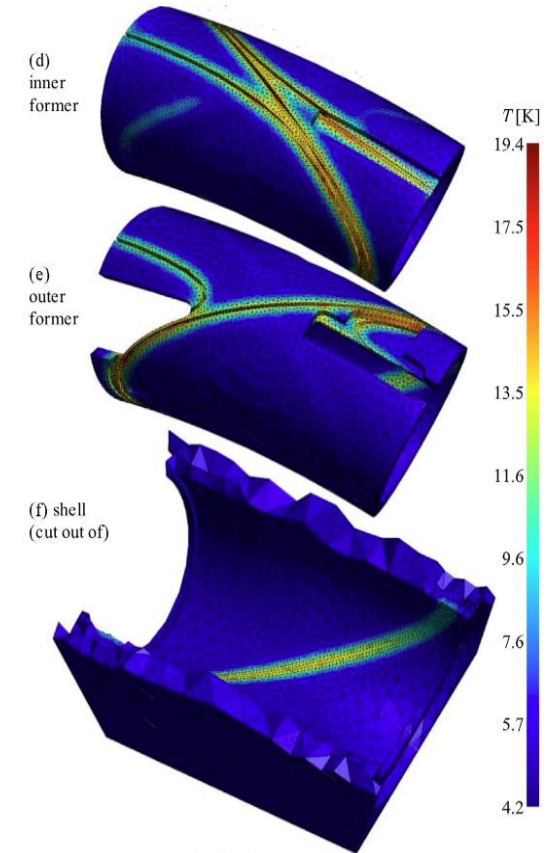 (d)
inner
former
T [K]
19.4
17.5
(e)
outer
former
15.5
13.5
11.6
(f) shell
(cut out of)
9.6
7.6
5.7
4.2